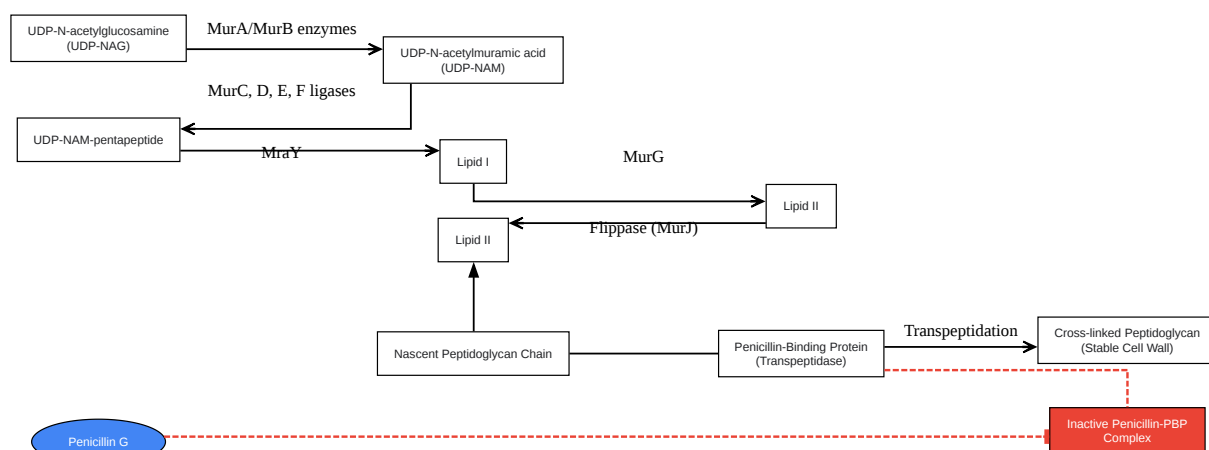 UDP-N-acetylglucosamine
(UDP-NAG)
MurA/MurB enzymes
UDP-N-acetylmuramic acid
(UDP-NAM)
MurC, D, E, F ligases
UDP-NAM-pentapeptide
MraY
Lipid I
MurG
Lipid II
Flippase (MurJ)
Lipid II
Nascent Peptidoglycan Chain
Penicillin-Binding Protein
(Transpeptidase)
Transpeptidation
Cross-linked Peptidoglycan
(Stable Cell Wall)
Penicillin G
Inactive Penicillin-PBP
Complex